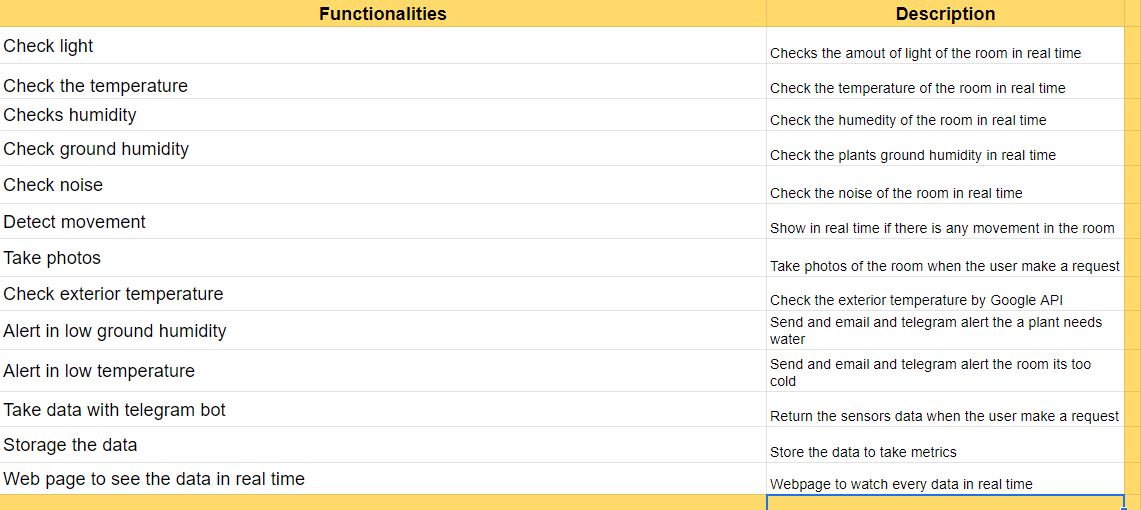 Functionalities Description
Check light Checks the amout of light of the room in real time
Check the temperature Check the temperature of the room in real time
Checks humidity Check the humedity of the room in real time
Check ground humidity Check the plants ground humidity in real time
Check noise Check the noise of the room in real time
Detect movement Show in real time if there is any movement in the room
Take photos Take photos of the room when the user make a request
Check exterior temperature Check the exterior temperature by Google API
Alert in low ground humidity Send and email and telegram alert the a plant needs
water
Alert in low temperature Send and email and telegram alert the room its too
cold
Take data with telegram bot Return the sensors data when the user make a request
Storage the data Store the data to take metrics
Web page to see the data in real time Webpage to watch every data in real time